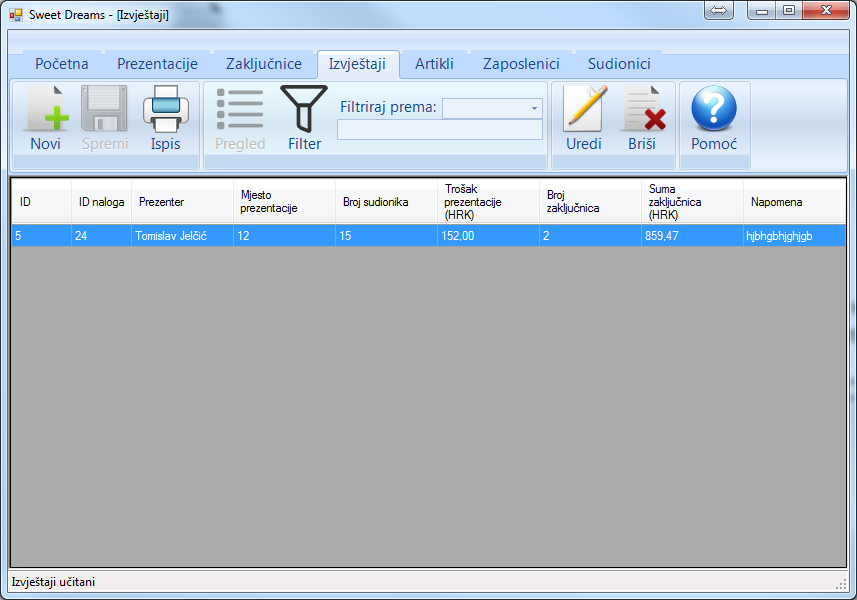 Sweet Dreams - [Izvještaji]
Početna Prezentacije Zaključnice Izvještaji Artikli Zaposlenici Sudionici
Filtriraj prema:
Novi Spremi Ispis Pregled Filter Uredi Briši Pomoć
ID ID naloga Prezenter Mjesto prezentacije Broj sudionika Trošak prezentacije (HRK) Broj zaključnica Suma zaključnica (HRK) Napomena
5 24 Tomislav Jelčić 12 15 152,00 2 859,47 hjbhgbhjghjgb
Izvještaji učitani